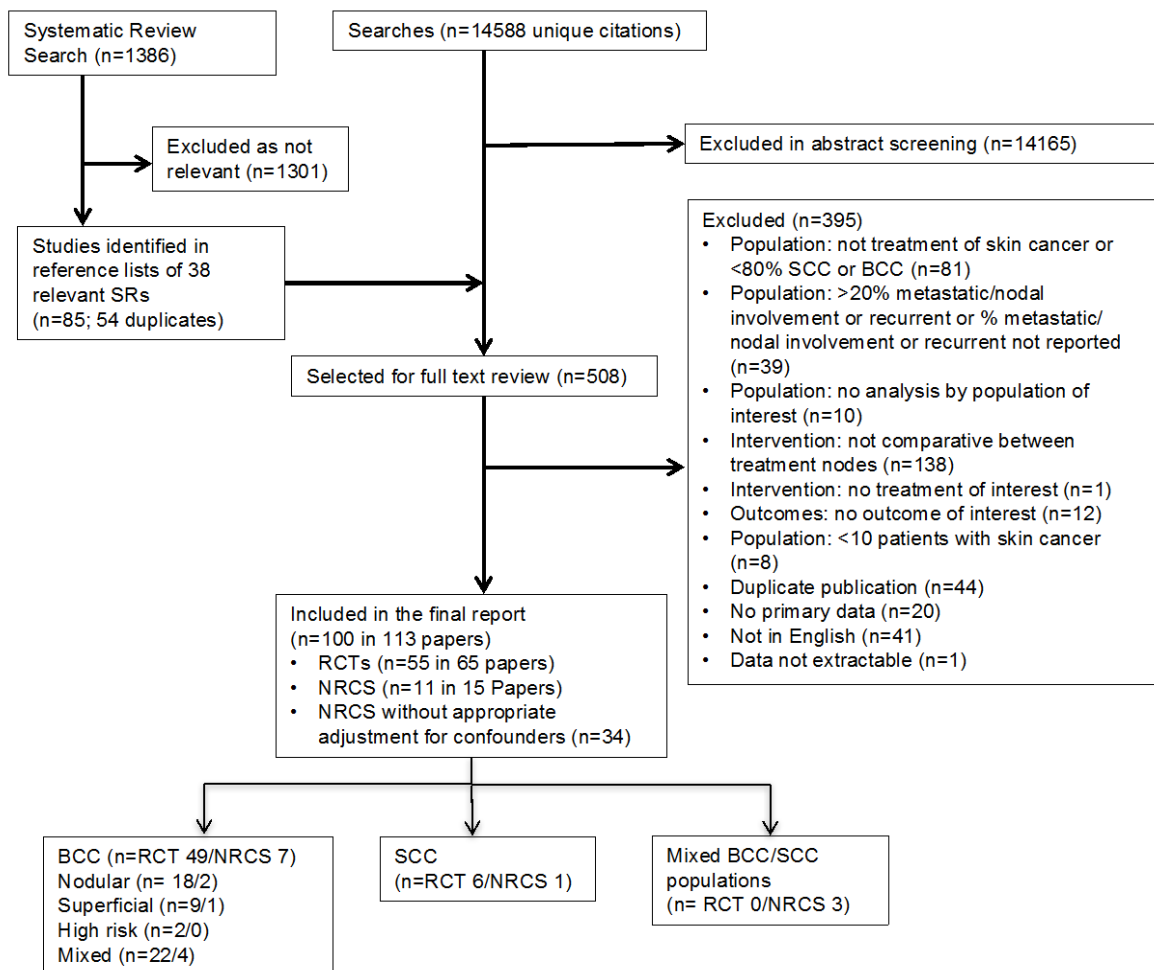 Systematic Review
Search (n=1386)
Searches (n=14588 unique citations)
Excluded as not
relevant (n=1301)
Excluded in abstract screening (n=14165)
Studies identified in
reference lists of 38
relevant SRs
(n=85; 54 duplicates)
Selected for full text review (n=508)
Excluded (n=395)
• Population: not treatment of skin cancer or
<80% SCC or BCC (n=81)
• Population: >20% metastatic/nodal
involvement or recurrent or % metastatic/
nodal involvement or recurrent not reported
(n=39)
• Population: no analysis by population of
interest (n=10)
• Intervention: not comparative between
treatment nodes (n=138)
• Intervention: no treatment of interest (n=1)
• Outcomes: no outcome of interest (n=12)
• Population: <10 patients with skin cancer
(n=8)
• Duplicate publication (n=44)
• No primary data (n=20)
• Not in English (n=41)
• Data not extractable (n=1)
Included in the final report
(n=100 in 113 papers)
• RCTs (n=55 in 65 papers)
• NRCS (n=11 in 15 Papers)
• NRCS without appropriate
adjustment for confounders (n=34)
BCC (n=RCT 49/NRCS 7)
Nodular (n= 18/2)
Superficial (n=9/1)
High risk (n=2/0)
Mixed (n=22/4)
SCC
(n=RCT 6/NRCS 1)
Mixed BCC/SCC
populations
(n= RCT 0/NRCS 3)